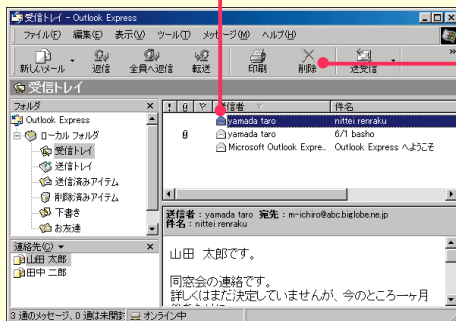 受信トレイ - Outlook Express
ファイル(F) 編集(E) 表示(V) ツール(T) メッセージ(M) ヘルプ(H)
新しいメール 返信 全員へ返信 転送 印刷 削除 送受信 »
受信トレイ
フォルダ ×
Outlook Express
ローカル フォルダ
受信トレイ
送信トレイ
送信済みアイテム
削除済みアイテム
下書き
お友達
連絡先(C) ×
山田 太郎
田中 二郎
! 送信者 件名
yamada taro nittei renraku
yamada taro 6/1 basho
Microsoft Outlook Expre.. Outlook Express へようこそ
送信者: yamada taro 宛先: m-ichiro@abc.biglobe.ne.jp
件名: nittei renraku
山田 太郎です。
同窓会の連絡です。
詳しくはまだ決定していませんが、今のところ一ヶ月
3 通のメッセージ、0 通は未開封 オンライン中